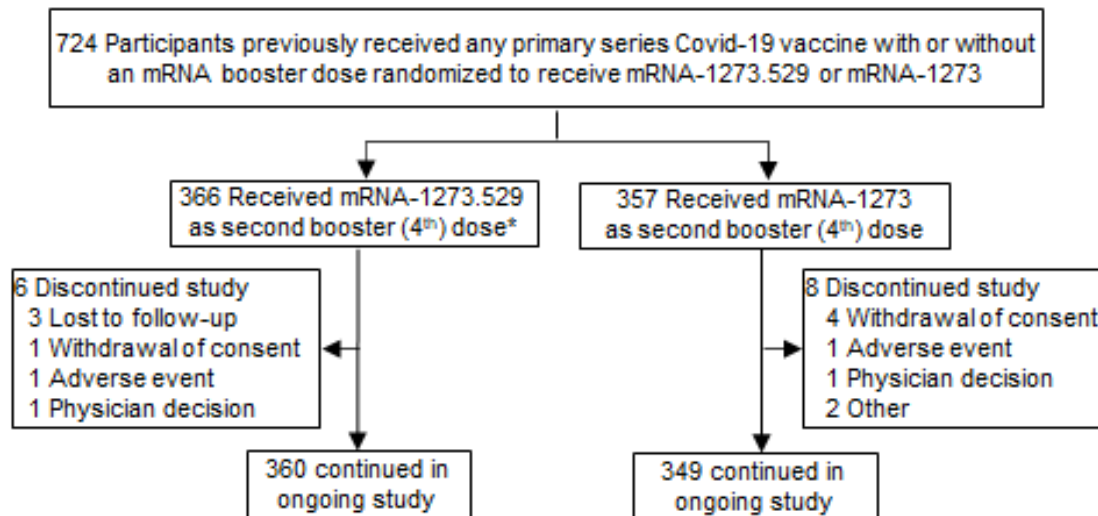 724 Participants previously received any primary series Covid-19 vaccine with or without
an mRNA booster dose randomized to receive mRNA-1273.529 or mRNA-1273
366 Received mRNA-1273.529
as second booster (4th) dose*
357 Received mRNA-1273
as second booster (4th) dose
6 Discontinued study
3 Lost to follow-up
1 Withdrawal of consent
1 Adverse event
1 Physician decision
8 Discontinued study
4 Withdrawal of consent
1 Adverse event
1 Physician decision
2 Other
360 continued in
ongoing study
349 continued in
ongoing study